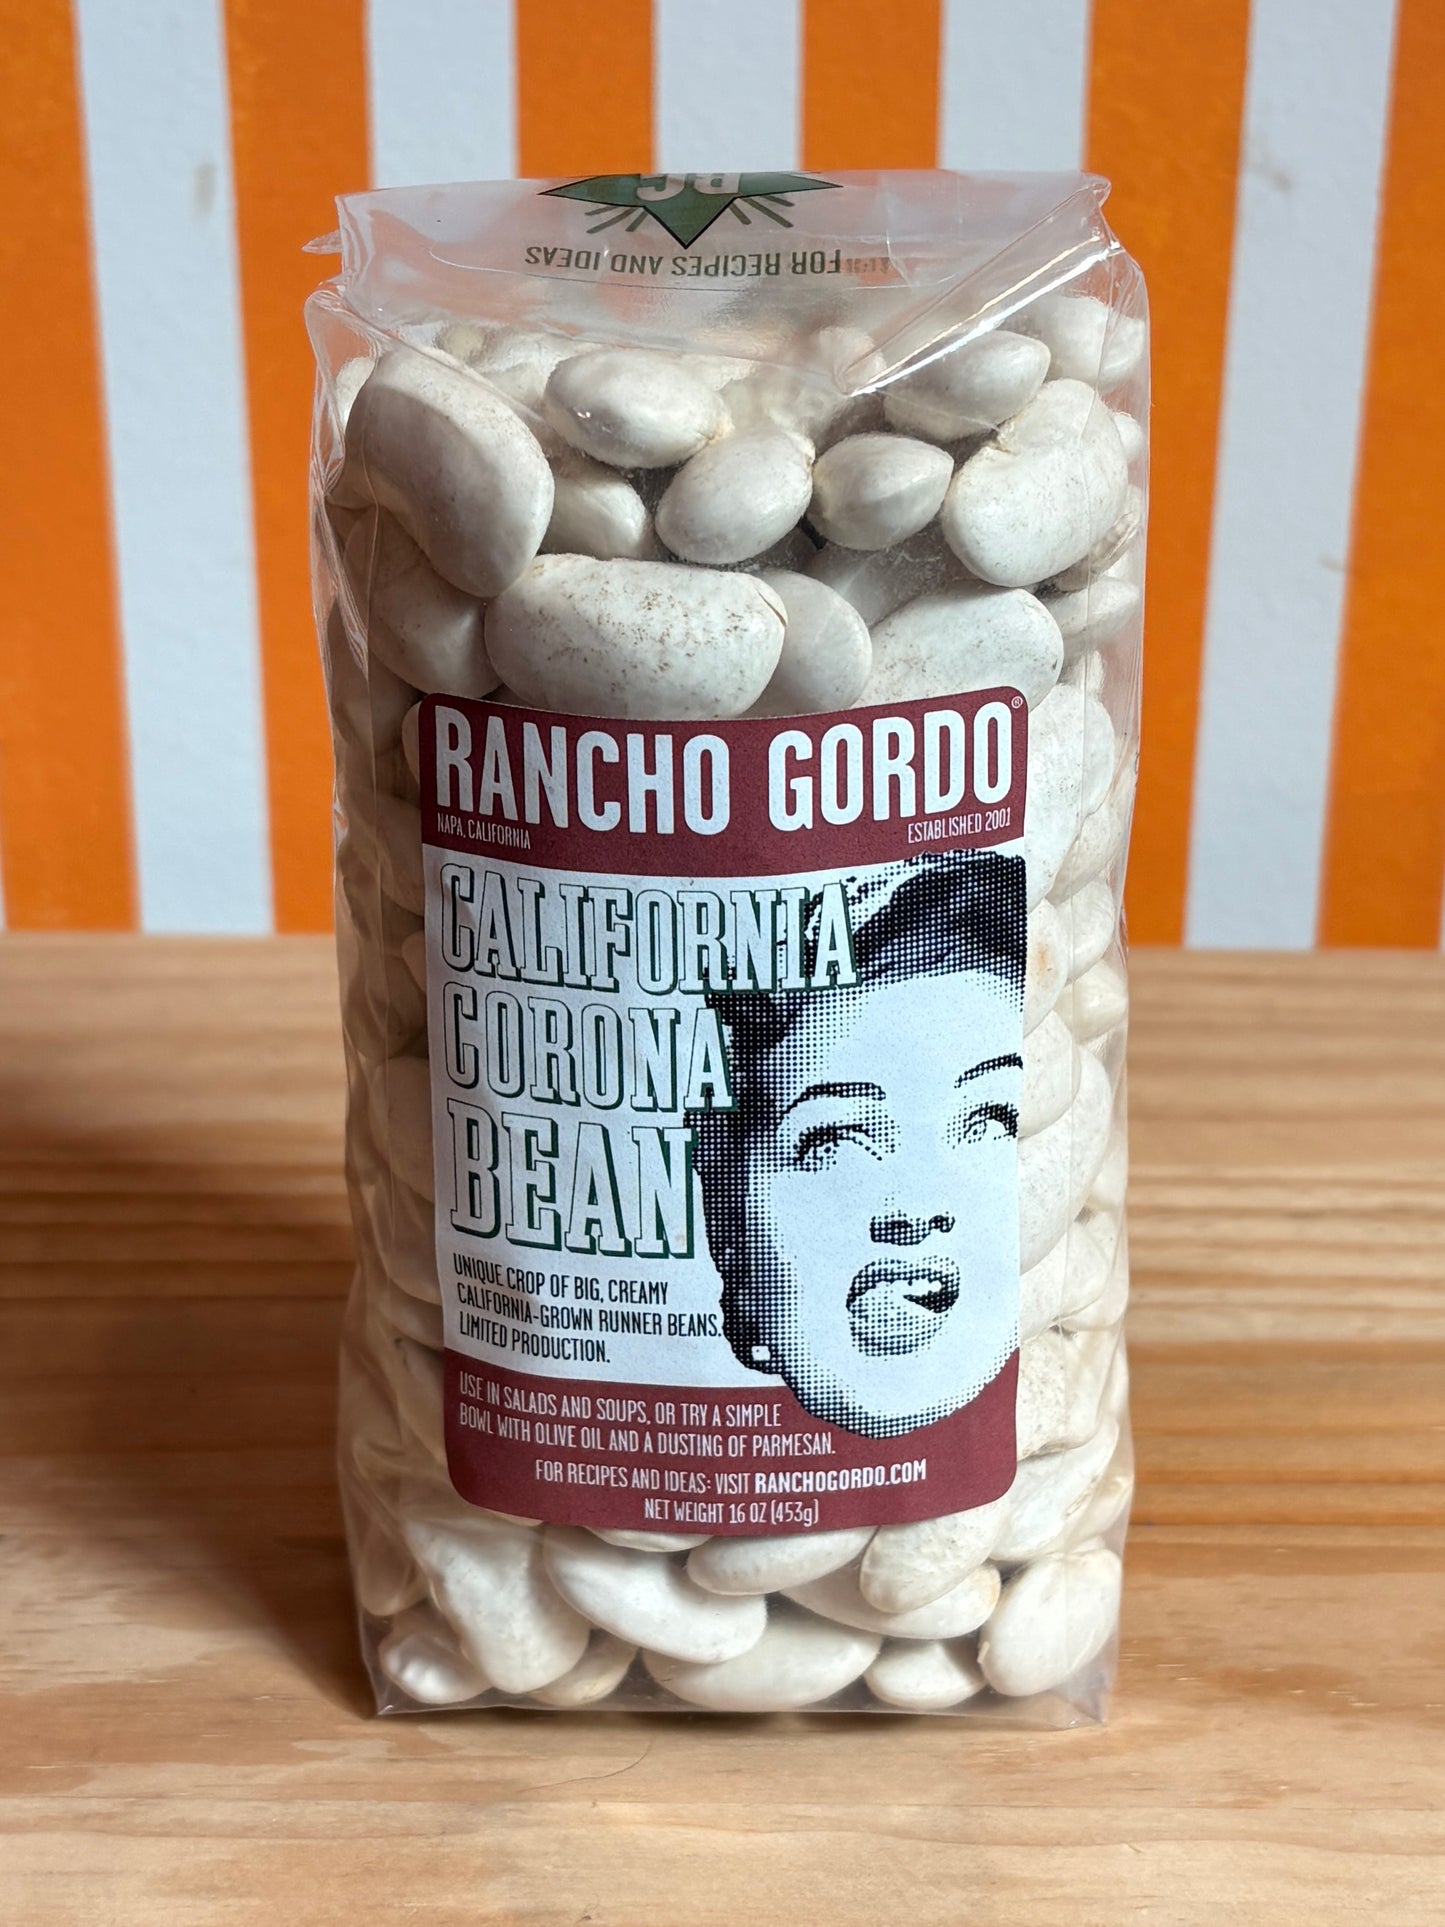 RG
FOR RECIPES AND IDEAS
RANCHO GORDO®
NAPA, CALIFORNIA
ESTABLISHED 2001
CALIFORNIA
CORONA
BEAN
UNIQUE CROP OF BIG, CREAMY
CALIFORNIA-GROWN RUNNER BEANS.
LIMITED PRODUCTION.
USE IN SALADS AND SOUPS, OR TRY A SIMPLE
BOWL WITH OLIVE OIL AND A DUSTING OF PARMESAN.
FOR RECIPES AND IDEAS: VISIT RANCHOGORDO.COM
NET WEIGHT 16 OZ (453g)